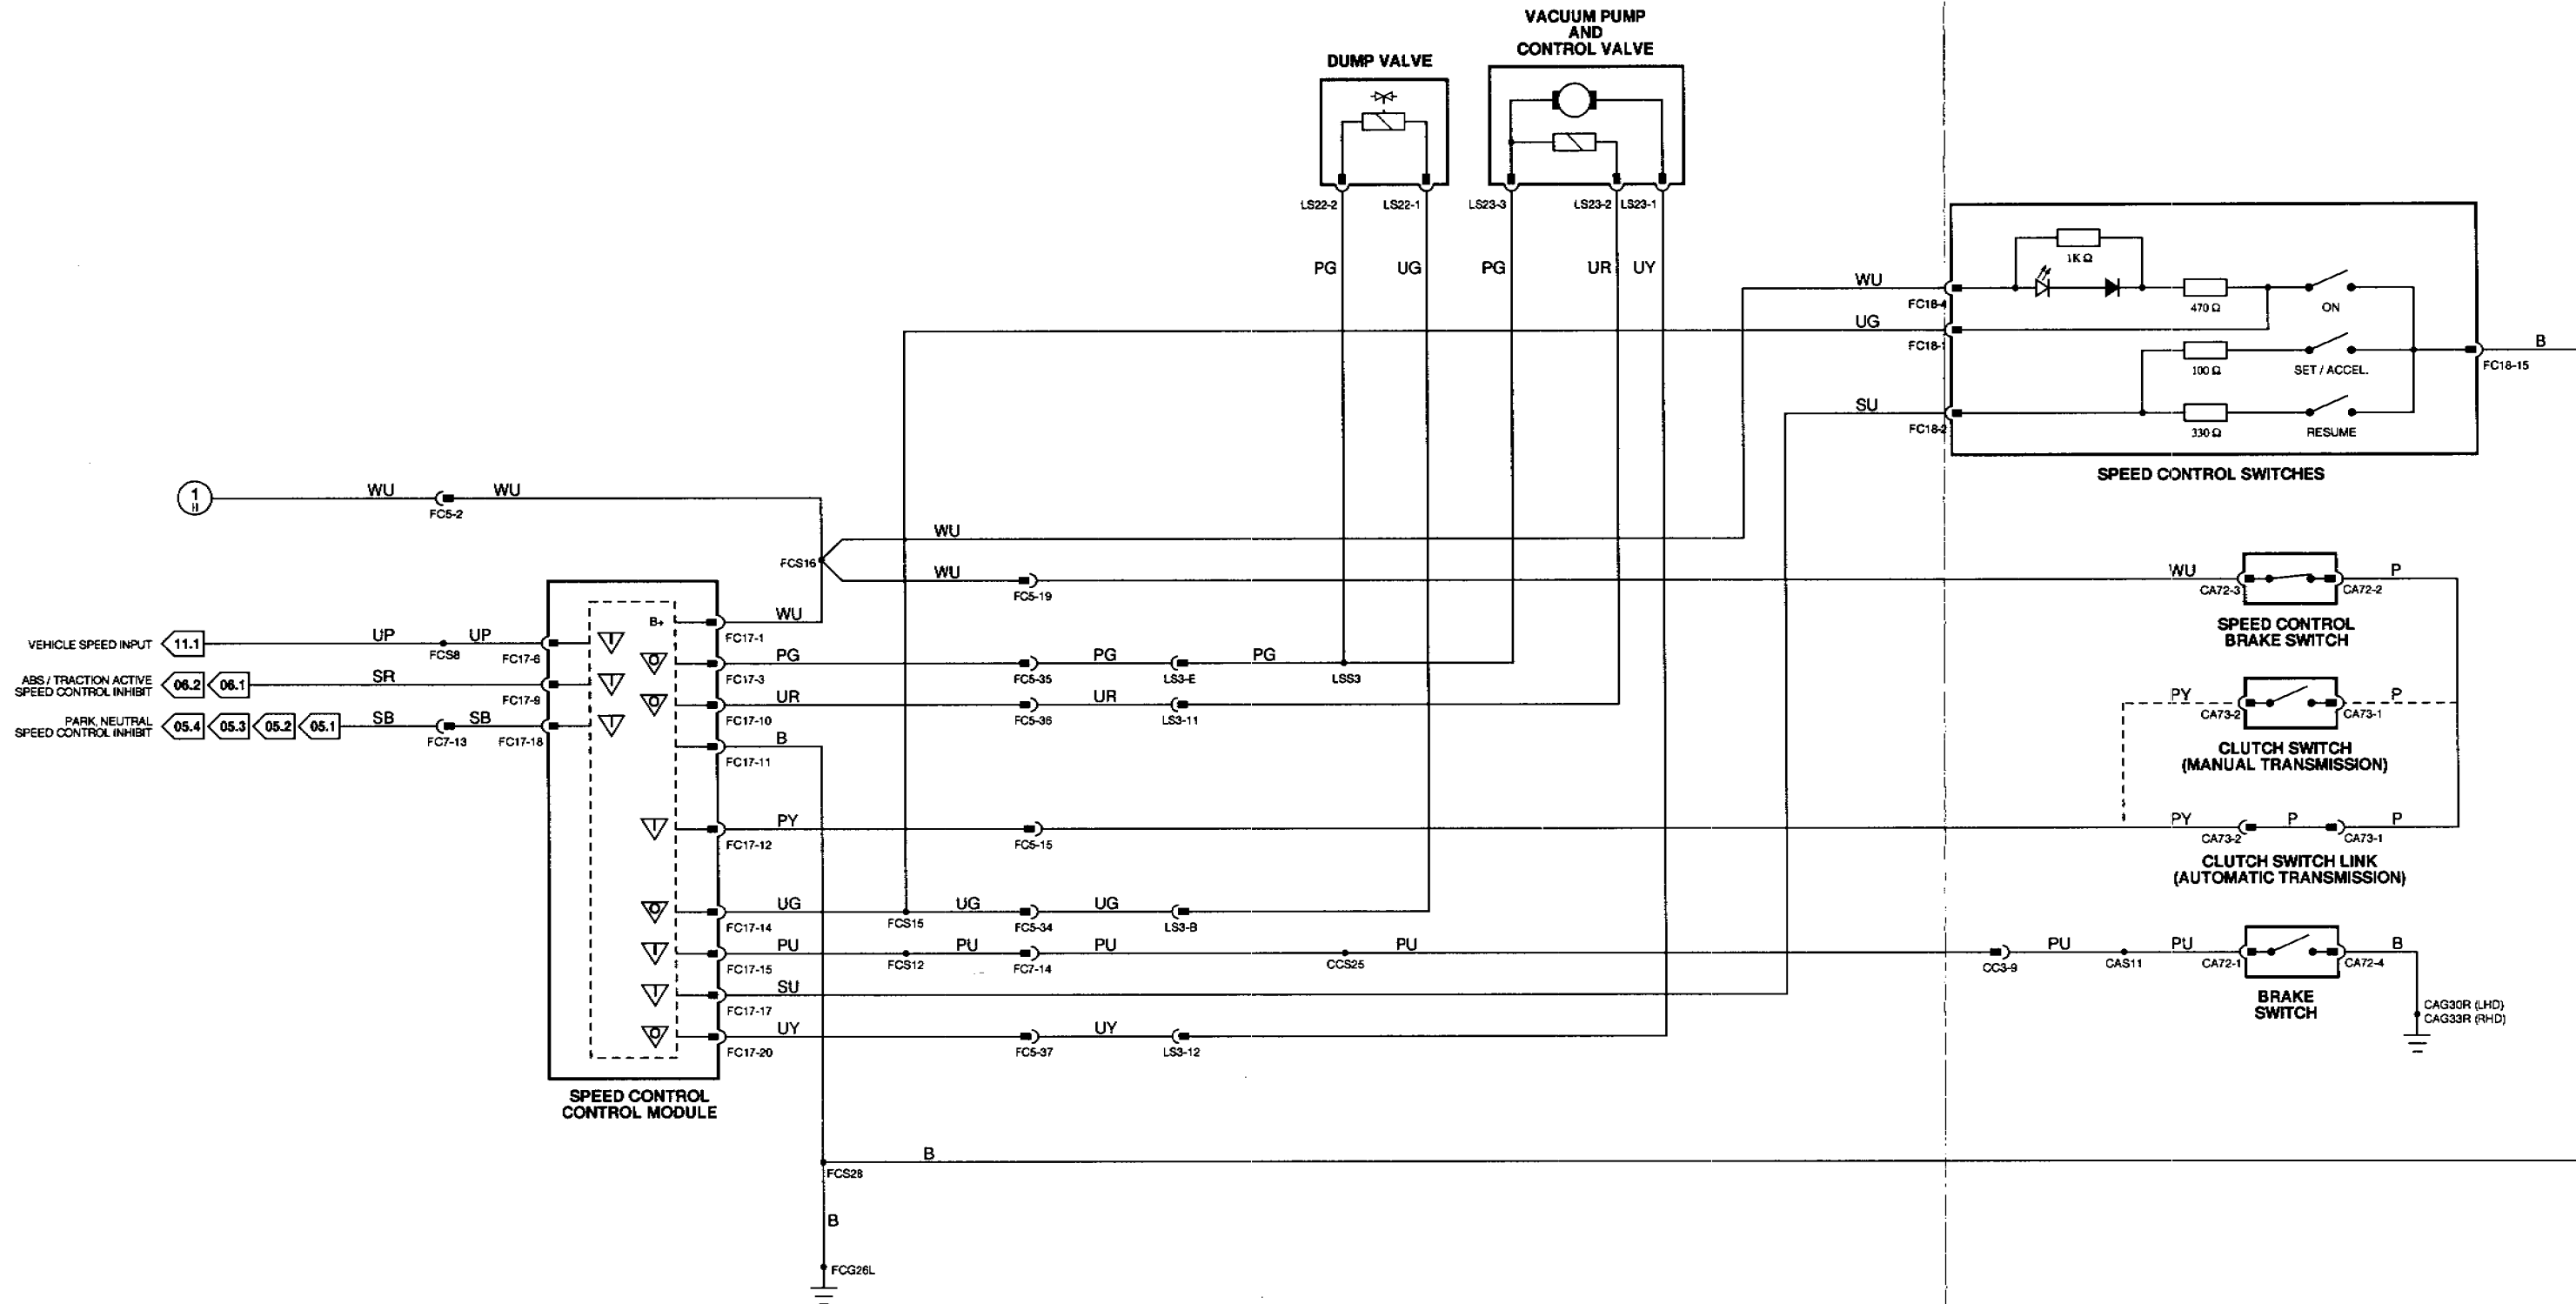 VACUUM PUMP
AND
CONTROL VALVE
DUMP VALVE
LS22-2
LS22-1
LS23-3
LS23-2
LS23-1
PG
UG
PG
UR
UY
WU
FC18-4
UG
FC18-1
SU
FC18-2
1KΩ
470 Ω
ON
100 Ω
SET / ACCEL.
330 Ω
RESUME
FC18-15
B
SPEED CONTROL SWITCHES
1
WU
FC5-2
WU
FCS16
WU
WU
FC5-19
WU
CA72-3
CA72-2
P
SPEED CONTROL
BRAKE SWITCH
VEHICLE SPEED INPUT
11.1
UP
FCS8
UP
FC17-6
ABS / TRACTION ACTIVE
SPEED CONTROL INHIBIT
06.2
06.1
SR
FC17-9
PARK, NEUTRAL
SPEED CONTROL INHIBIT
05.4
05.3
05.2
05.1
SB
FC7-13
SB
FC17-18
I
I
I
B+
WU
FC17-1
O
PG
FC17-3
FC5-35
PG
LS3-E
PG
LSS3
O
UR
FC17-10
FC5-36
UR
LS3-11
B
FC17-11
PY
CA73-2
CA73-1
P
CLUTCH SWITCH
(MANUAL TRANSMISSION)
I
PY
FC17-12
FC5-15
PY
CA73-2
P
CA73-1
P
CLUTCH SWITCH LINK
(AUTOMATIC TRANSMISSION)
O
UG
FC17-14
FCS15
UG
FC5-34
UG
LS3-B
I
PU
FC17-15
FCS12
PU
FC7-14
PU
CCS25
PU
CC3-9
PU
CAS11
PU
CA72-1
CA72-4
B
BRAKE
SWITCH
CAG30R (LHD)
CAG33R (RHD)
I
SU
FC17-17
O
UY
FC17-20
FC5-37
UY
LS3-12
SPEED CONTROL
CONTROL MODULE
B
FCS28
B
FCG26L